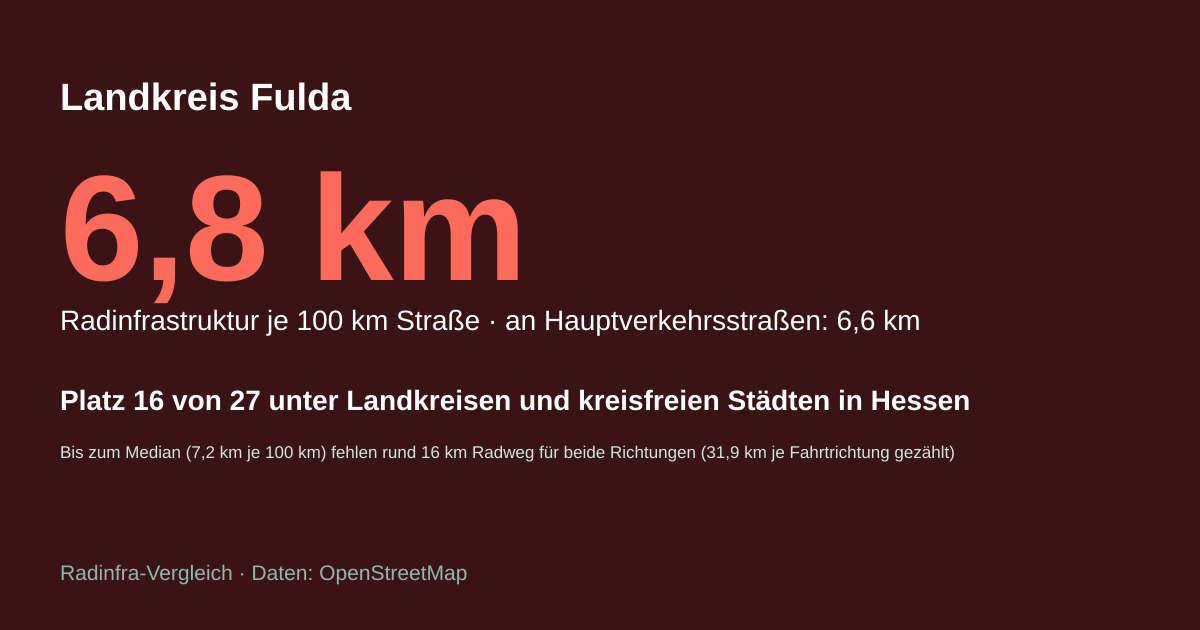 Landkreis Fulda
6,8 km
Radinfrastruktur je 100 km Straße · an Hauptverkehrsstraßen: 6,6 km
Platz 16 von 27 unter Landkreisen und kreisfreien Städten in Hessen
Bis zum Median (7,2 km je 100 km) fehlen rund 16 km Radweg für beide Richtungen (31,9 km je Fahrtrichtung gezählt)
Radinfra-Vergleich · Daten: OpenStreetMap